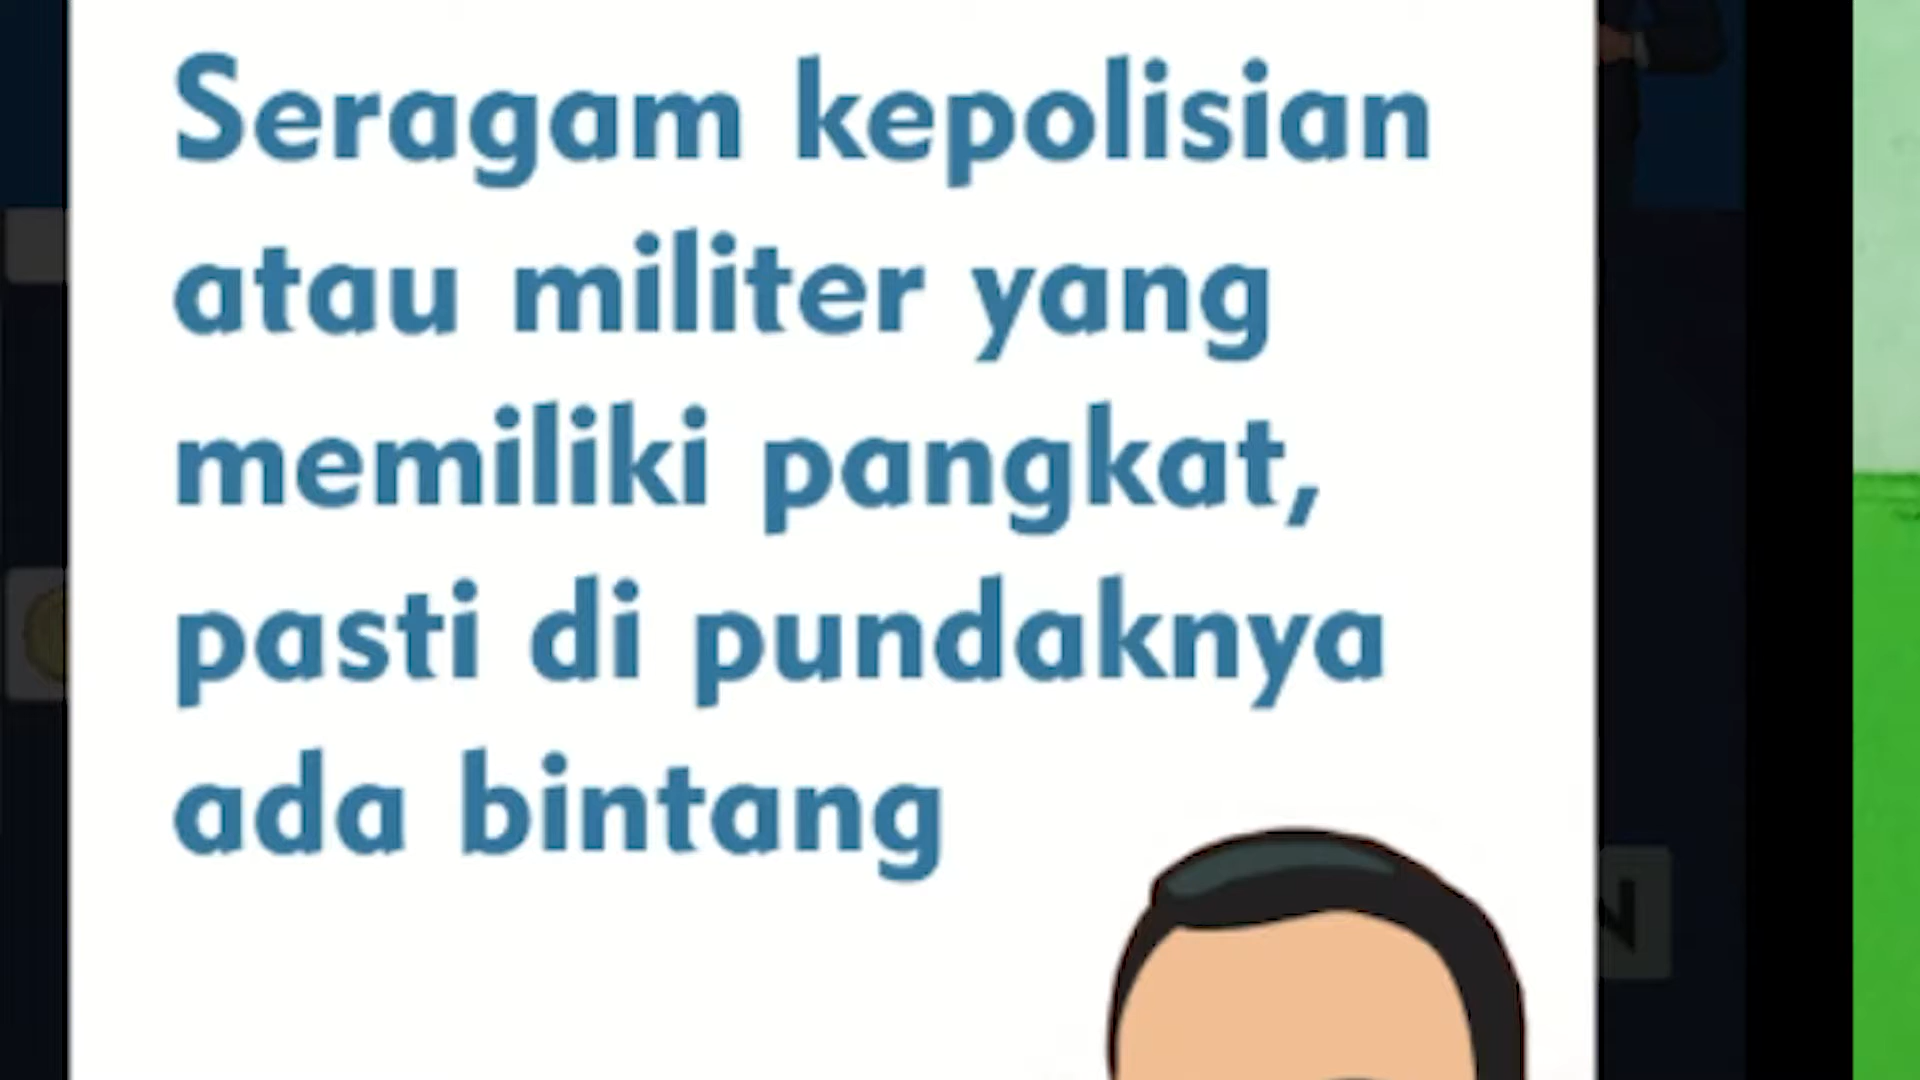 Seragam kepolisian
atau militer yang
memiliki pangkat,
pasti di pundaknya
ada bintang